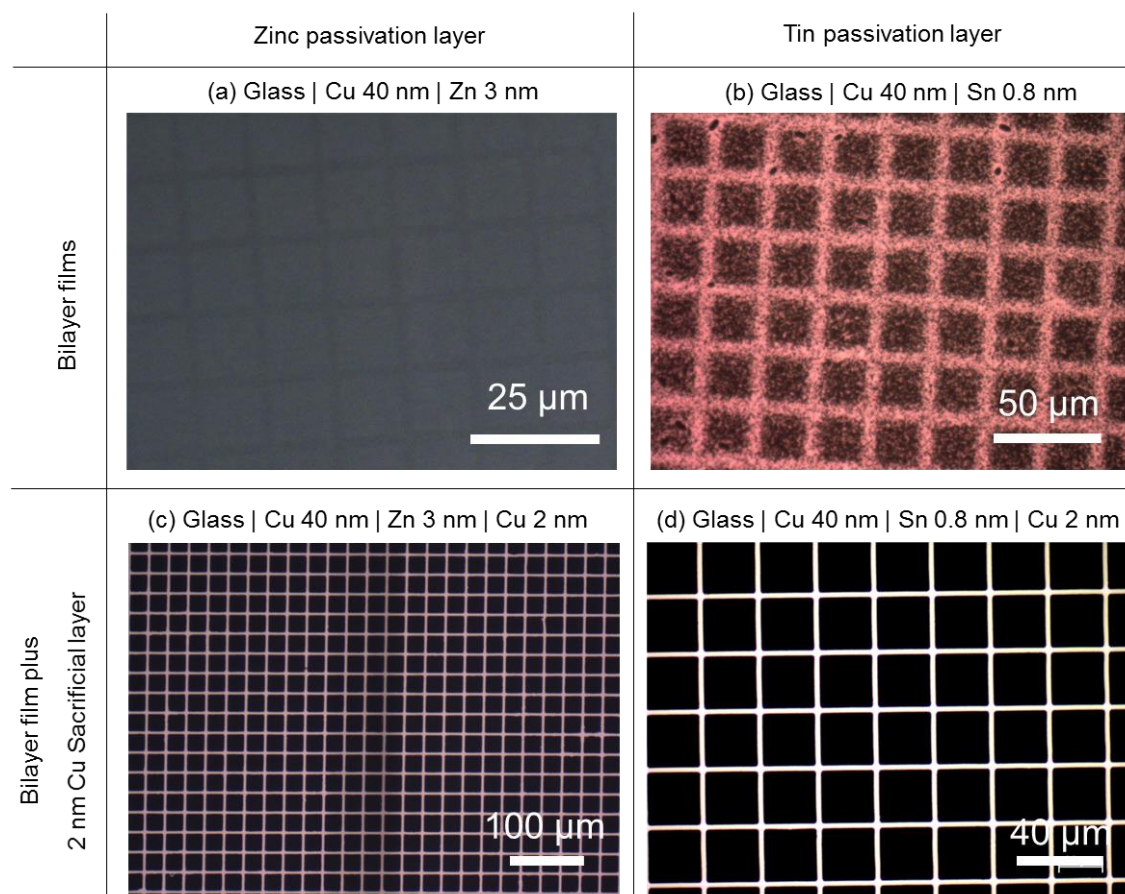 Zinc passivation layer
Tin passivation layer
Bilayer films
(a) Glass | Cu 40 nm | Zn 3 nm
(b) Glass | Cu 40 nm | Sn 0.8 nm
25 µm
50 µm
Bilayer film plus
2 nm Cu Sacrificial layer
(c) Glass | Cu 40 nm | Zn 3 nm | Cu 2 nm
(d) Glass | Cu 40 nm | Sn 0.8 nm | Cu 2 nm
100 µm
40 µm